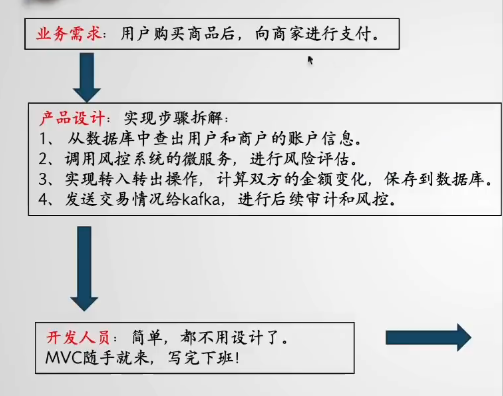 业务需求：用户购买商品后，向商家进行支付。
产品设计：实现步骤拆解：
1、 从数据库中查出用户和商户的账户信息。
2、 调用风控系统的微服务，进行风险评估。
3、 实现转入转出操作，计算双方的金额变化，保存到数据库。
4、 发送交易情况给kafka，进行后续审计和风控。
开发人员：简单，都不用设计了。
MVC随手就来，写完下班！